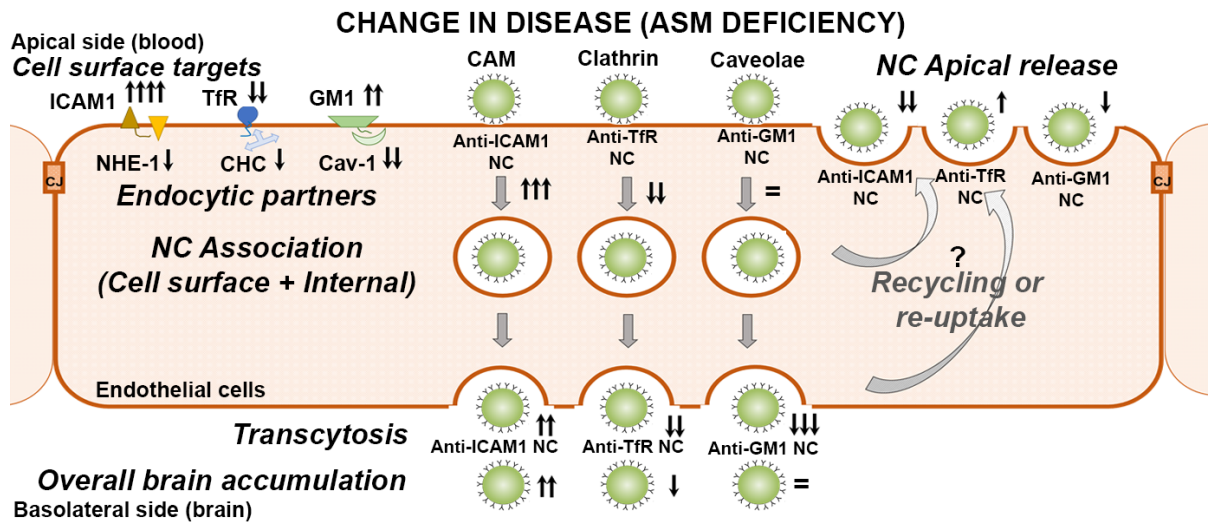 CHANGE IN DISEASE (ASM DEFICIENCY)
Apical side (blood)
Cell surface targets
ICAM1 ↑↑↑↑ TfR ↓↓ GM1 ↑↑
NHE-1 ↓ CHC ↓ Cav-1 ↓↓
Endocytic partners
CJ
NC Association
(Cell surface + Internal)
CAM Clathrin Caveolae
Anti-ICAM1
NC
↑↑↑
Anti-TfR
NC
↓↓
Anti-GM1
NC
=
NC Apical release
↓↓ ↑ ↓
Anti-ICAM1
NC
Anti-TfR
NC
Anti-GM1
NC
CJ
?
Recycling or
re-uptake
Endothelial cells
Transcytosis
Anti-ICAM1 NC ↑↑ Anti-TfR NC ↓↓ Anti-GM1 NC ↓↓↓
Overall brain accumulation ↑↑ ↓ =
Basolateral side (brain)